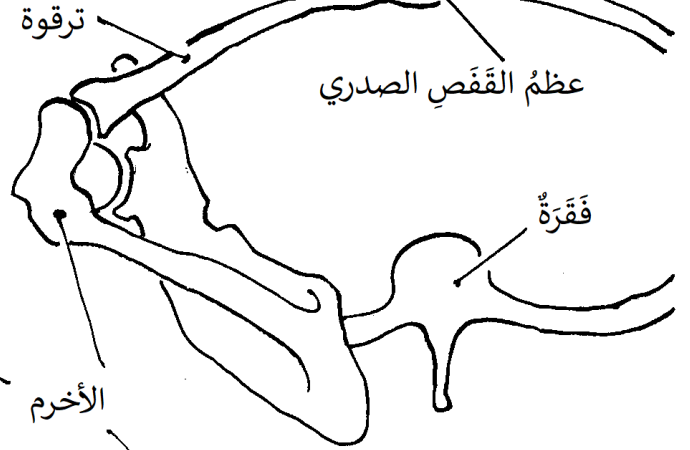 ترقوة
عظمُ القَفَصِ الصدري
فَقَرَةٌ
الأخرم